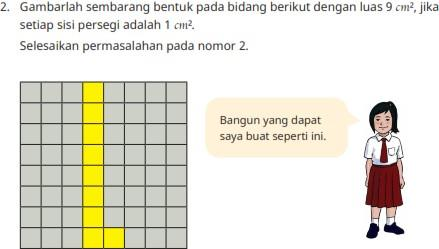 2. Gambarlah sembarang bentuk pada bidang berikut dengan luas 9 cm², jika
setiap sisi persegi adalah 1 cm².
Selesaikan permasalahan pada nomor 2.
Bangun yang dapat
saya buat seperti ini.